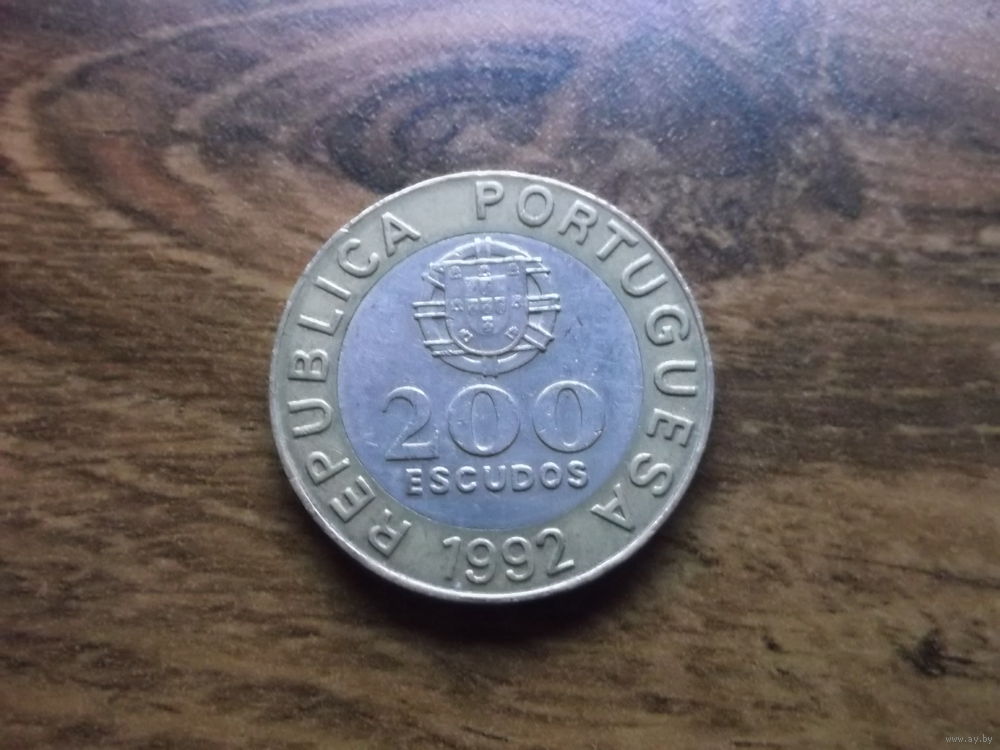 REPUBLICA PORTUGUESA
200
ESCUDOS
1992
www.ay.by